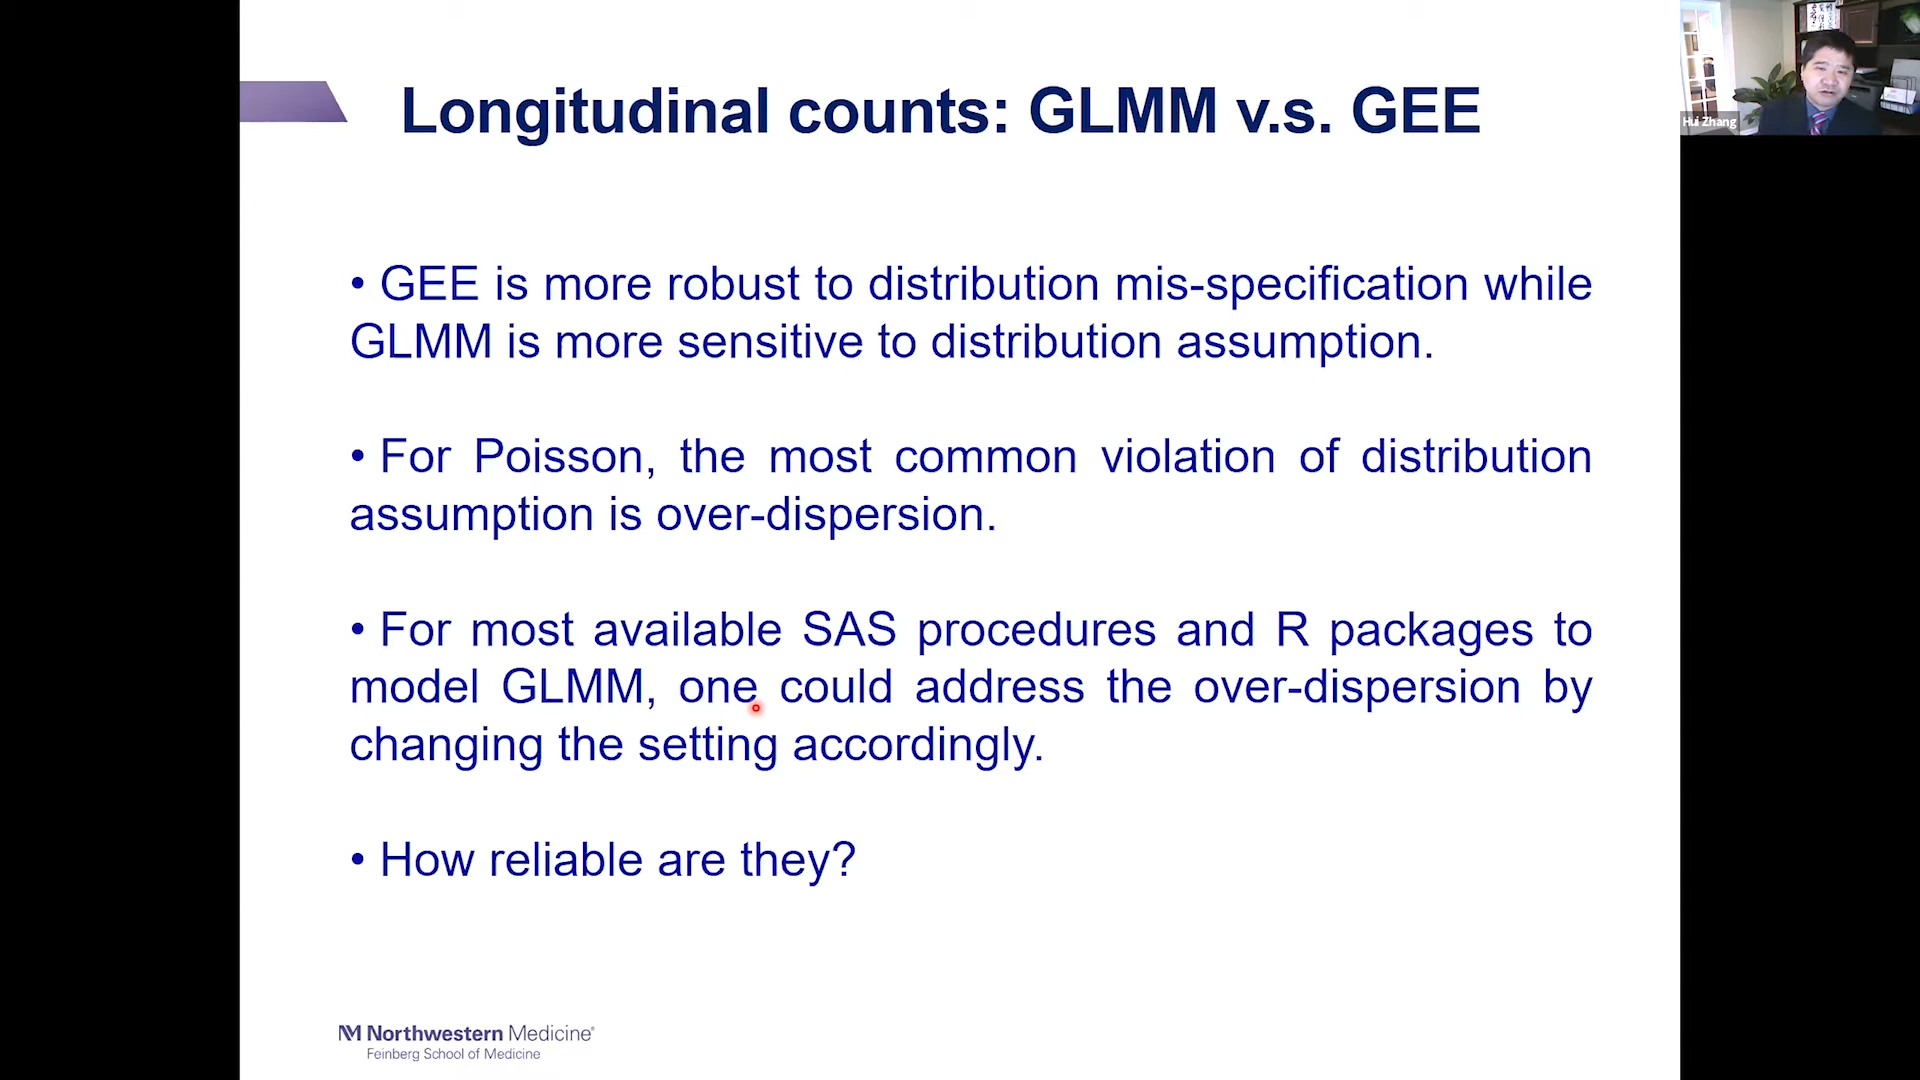 Longitudinal counts: GLMM v.s. GEE
Hui Zhang
• GEE is more robust to distribution mis-specification while
GLMM is more sensitive to distribution assumption.
• For Poisson, the most common violation of distribution
assumption is over-dispersion.
• For most available SAS procedures and R packages to
model GLMM, one could address the over-dispersion by
changing the setting accordingly.
• How reliable are they?
NM Northwestern Medicine®
Feinberg School of Medicine